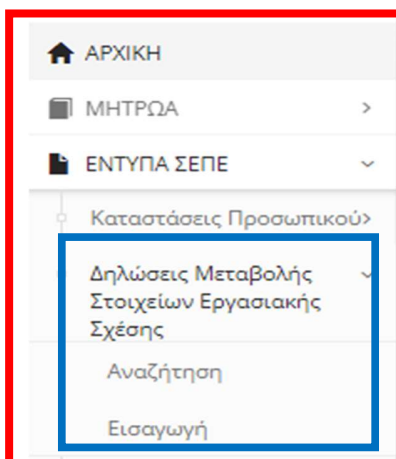 ΑΡΧΙΚΗ
ΜΗΤΡΩΑ
ΕΝΤΥΠΑ ΣΕΠΕ
Καταστάσεις Προσωπικού
Δηλώσεις Μεταβολής
Στοιχείων Εργασιακής
Σχέσης
Αναζήτηση
Εισαγωγή